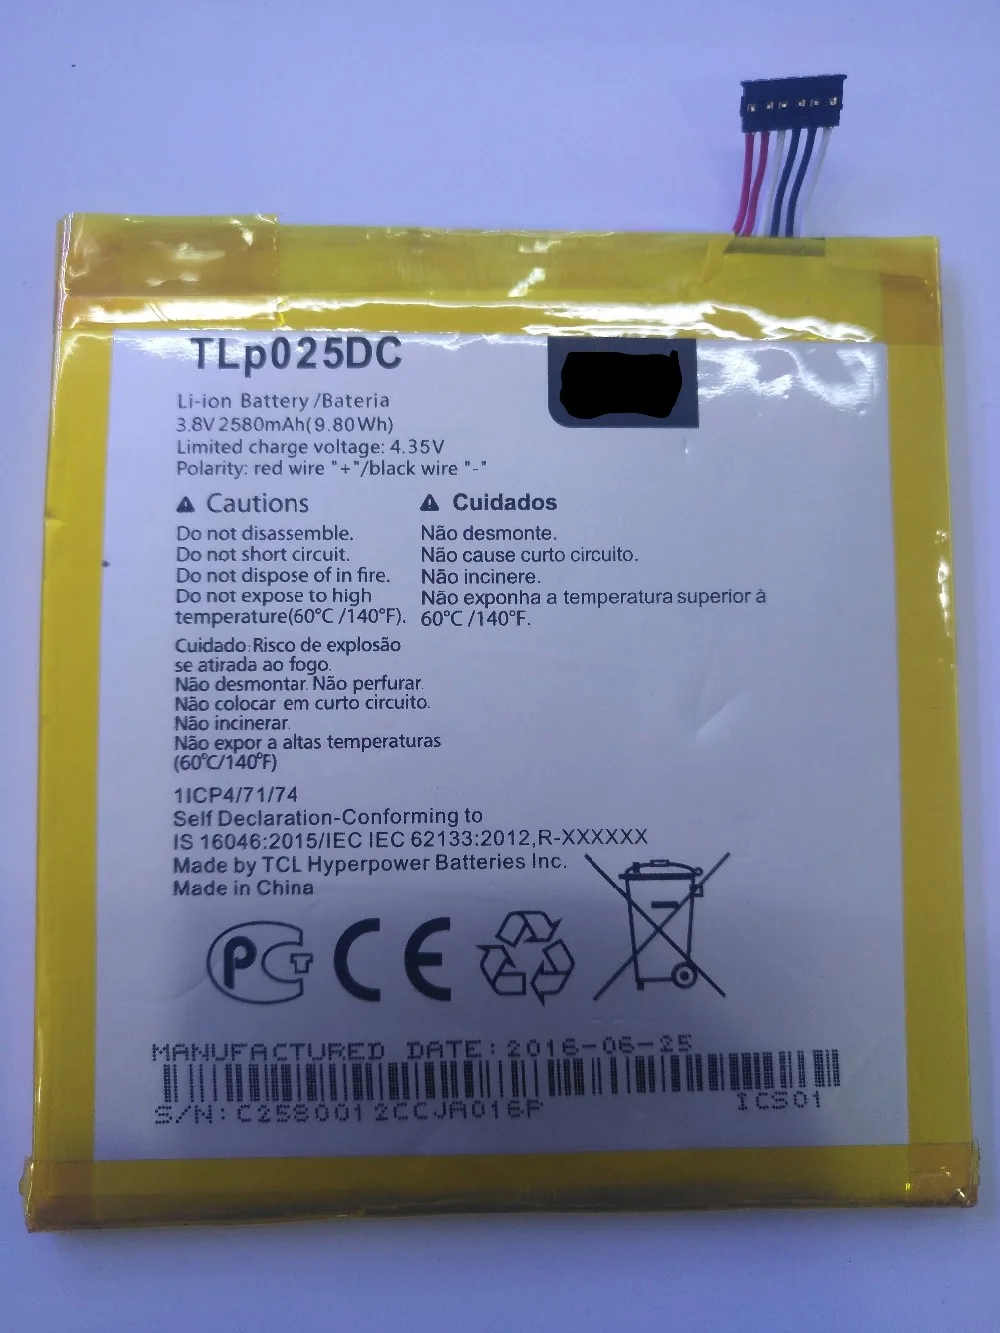 TLp025DC
Li-ion Battery /Bateria
3.8V 2580mAh(9.80Wh)
Limited charge voltage: 4.35V
Polarity: red wire "+"/black wire "-"
Cautions
Do not disassemble.
Do not short circuit.
Do not dispose of in fire.
Do not expose to high
temperature(60°C /140°F).
Cuidados
Não desmonte.
Não cause curto circuito.
Não incinere.
Não exponha a temperatura superior à
60°C /140°F.
Cuidado:Risco de explosão
se atirada ao fogo.
Não desmontar. Não perfurar.
Não colocar em curto circuito.
Não incinerar.
Não expor a altas temperaturas
(60°C/140°F)
1ICP4/71/74
Self Declaration-Conforming to
IS 16046:2015/IEC IEC 62133:2012,R-XXXXXX
Made by TCL Hyperpower Batteries Inc.
Made in China
PCT CE
MANUFACTURED DATE:2016-06-25
S/N:C2580012CCJA016P
ICS01